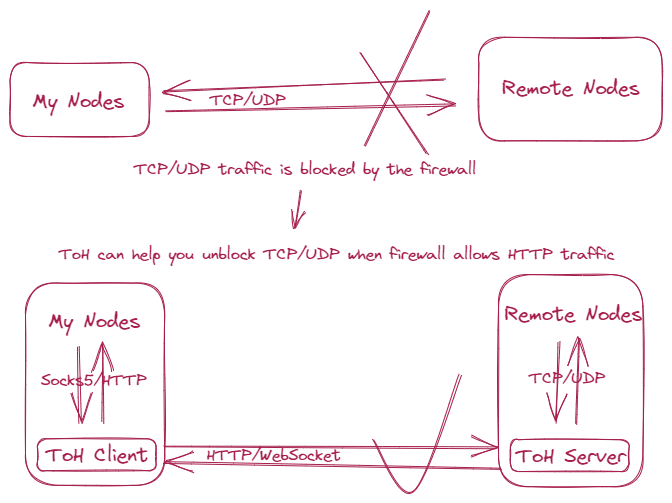 My Nodes
Remote Nodes
TCP/UDP
TCP/UDP traffic is blocked by the firewall
ToH can help you unblock TCP/UDP when firewall allows HTTP traffic
My Nodes
Remote Nodes
Socks5/HTTP
TCP/UDP
ToH Client
HTTP/WebSocket
ToH Server